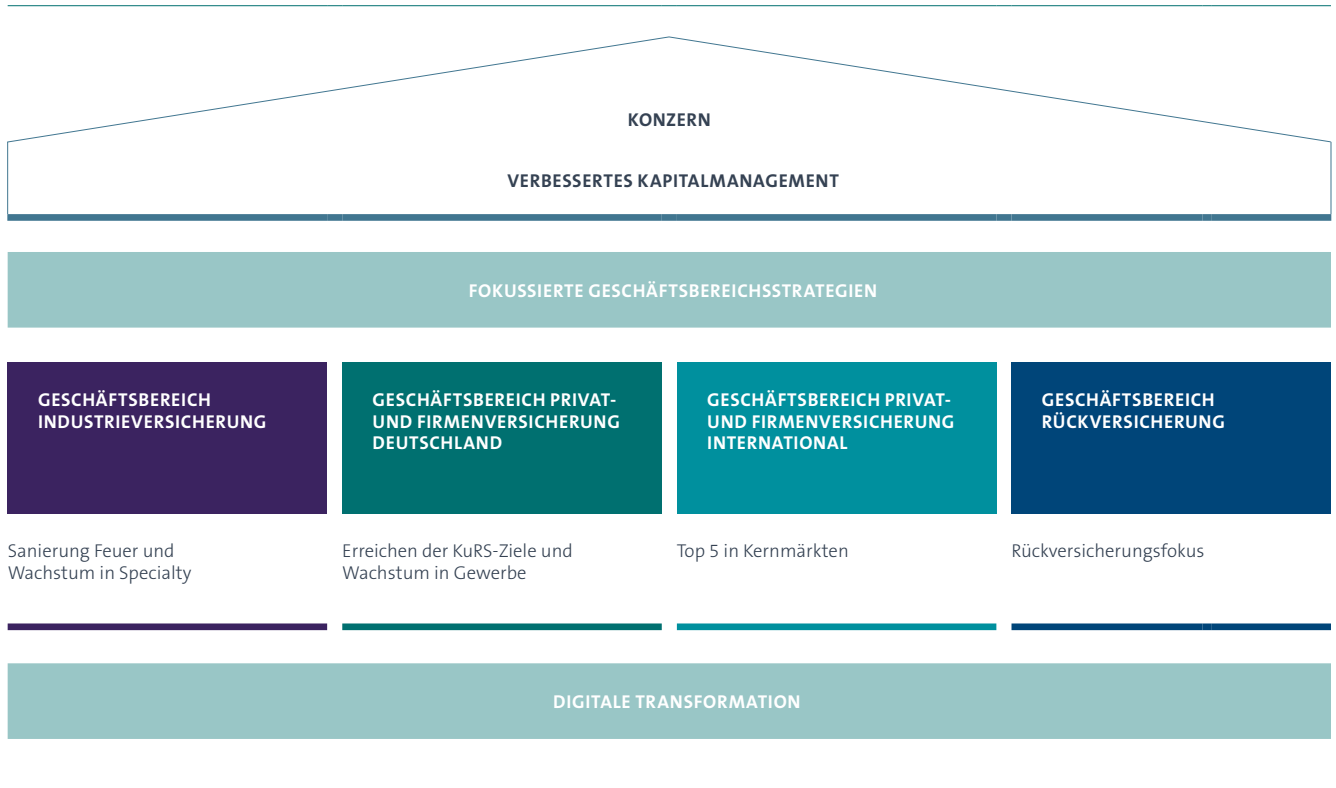 KONZERN
VERBESSERTES KAPITALMANAGEMENT
FOKUSSIERTE GESCHÄFTSBEREICHSSTRATEGIEN
GESCHÄFTSBEREICH
INDUSTRIEVERSICHERUNG
GESCHÄFTSBEREICH PRIVAT-
UND FIRMENVERSICHERUNG
DEUTSCHLAND
GESCHÄFTSBEREICH PRIVAT-
UND FIRMENVERSICHERUNG
INTERNATIONAL
GESCHÄFTSBEREICH
RÜCKVERSICHERUNG
Sanierung Feuer und
Wachstum in Specialty
Erreichen der KuRS-Ziele und
Wachstum in Gewerbe
Top 5 in Kernmärkten
Rückversicherungsfokus
DIGITALE TRANSFORMATION